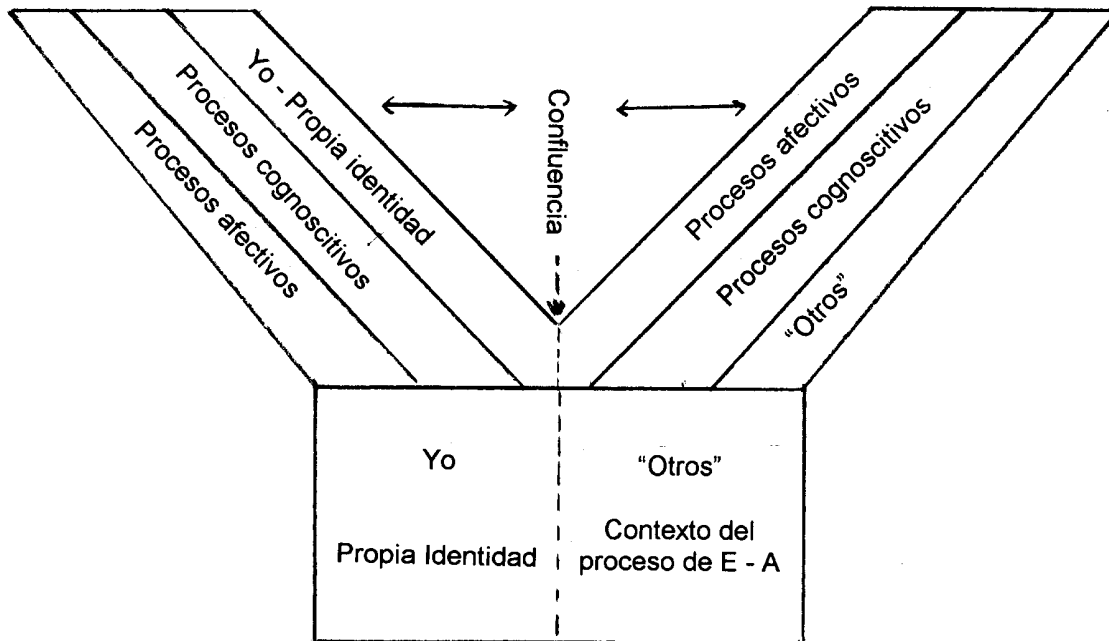 Yo - Propia identidad
Procesos cognoscitivos
Procesos afectivos
Confluencia
Procesos afectivos
Procesos cognoscitivos
“Otros”
Yo
Propia Identidad
“Otros”
Contexto del
proceso de E - A